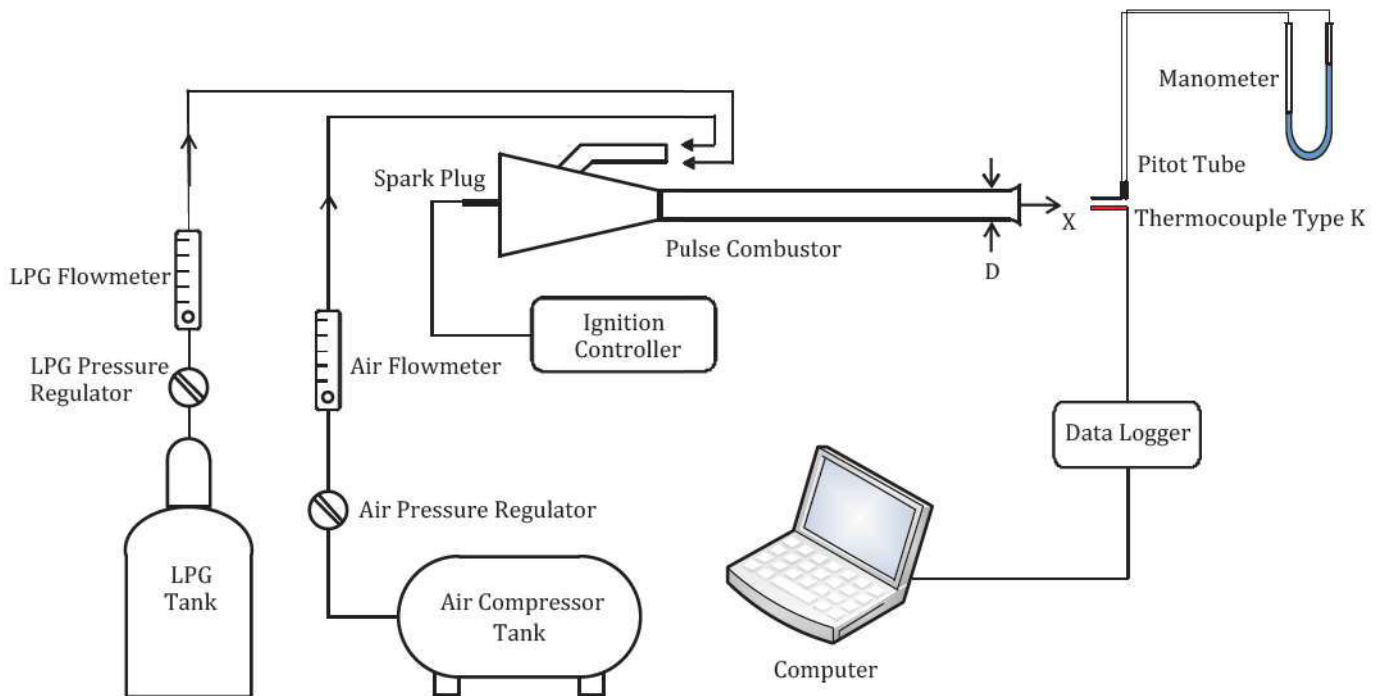 Manometer
Pitot Tube
Spark Plug
Thermocouple Type K
X
Pulse Combustor
D
LPG Flowmeter
Ignition
Controller
LPG Pressure
Regulator
Air Flowmeter
Data Logger
Air Pressure Regulator
LPG
Tank
Air Compressor
Tank
Computer